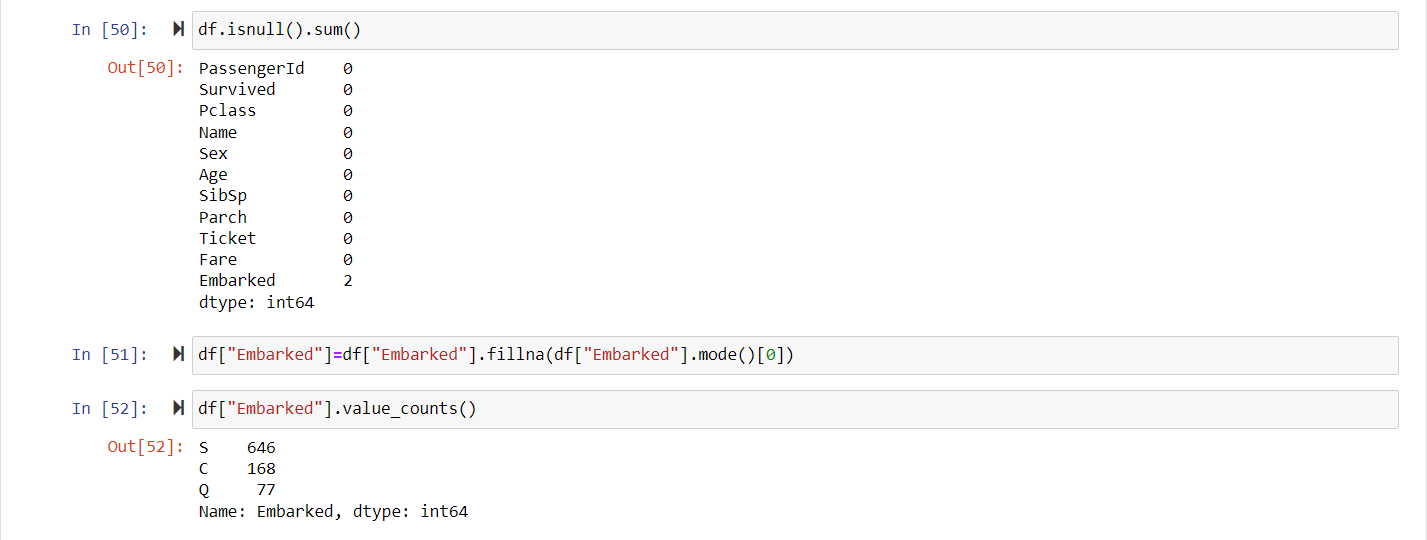 In [50]: df.isnull().sum()
Out[50]: PassengerId    0
Survived       0
Pclass         0
Name           0
Sex            0
Age            0
SibSp          0
Parch          0
Ticket         0
Fare           0
Embarked       2
dtype: int64
In [51]: df["Embarked"]=df["Embarked"].fillna(df["Embarked"].mode()[0])
In [52]: df["Embarked"].value_counts()
Out[52]: S    646
C    168
Q     77
Name: Embarked, dtype: int64